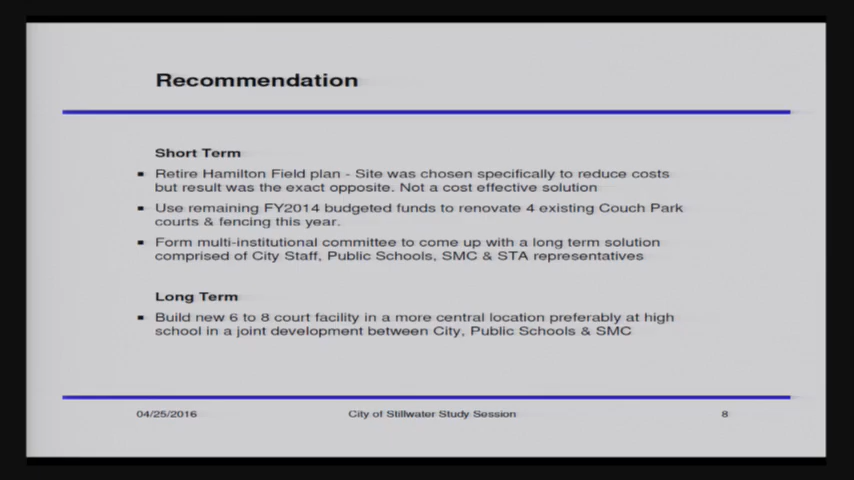 Recommendation
Short Term
▪ Retire Hamilton Field plan - Site was chosen specifically to reduce costs
but result was the exact opposite. Not a cost effective solution
▪ Use remaining FY2014 budgeted funds to renovate 4 existing Couch Park
courts & fencing this year.
▪ Form multi-institutional committee to come up with a long term solution
comprised of City Staff, Public Schools, SMC & STA representatives
Long Term
▪ Build new 6 to 8 court facility in a more central location preferably at high
school in a joint development between City, Public Schools & SMC
04/25/2016 City of Stillwater Study Session 8